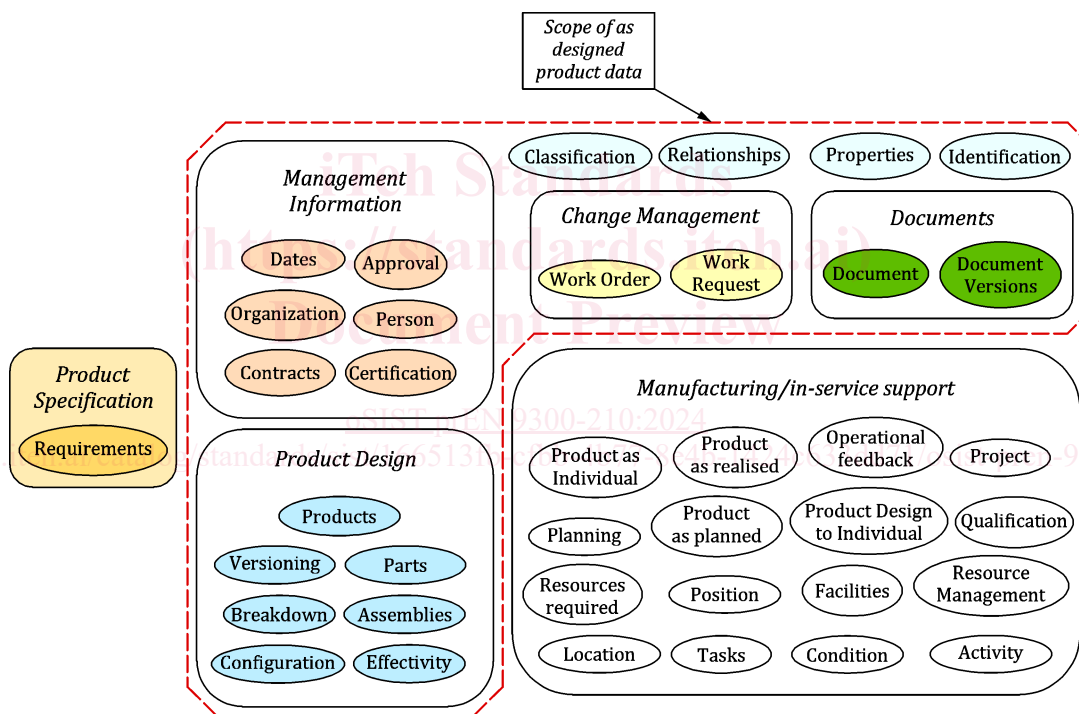 Scope of as
designed
product data
Classification
Relationships
Properties
Identification
Management
Information
Dates
Approval
Organization
Person
Contracts
Certification
Change Management
Work Order
Work
Request
Documents
Document
Document
Versions
iTeh Standards
(https://standards.iteh.ai)
Document Preview
Product
Specification
Requirements
Product Design
Products
Versioning
Parts
Breakdown
Assemblies
Configuration
Effectivity
oSIST prEN 9300-210:2024
Manufacturing/in-service support
Product as
Individual
Product
as realised
Operational
feedback
Project
Planning
Product
as planned
Product Design
to Individual
Qualification
Resources
required
Position
Facilities
Resource
Management
Location
Tasks
Condition
Activity